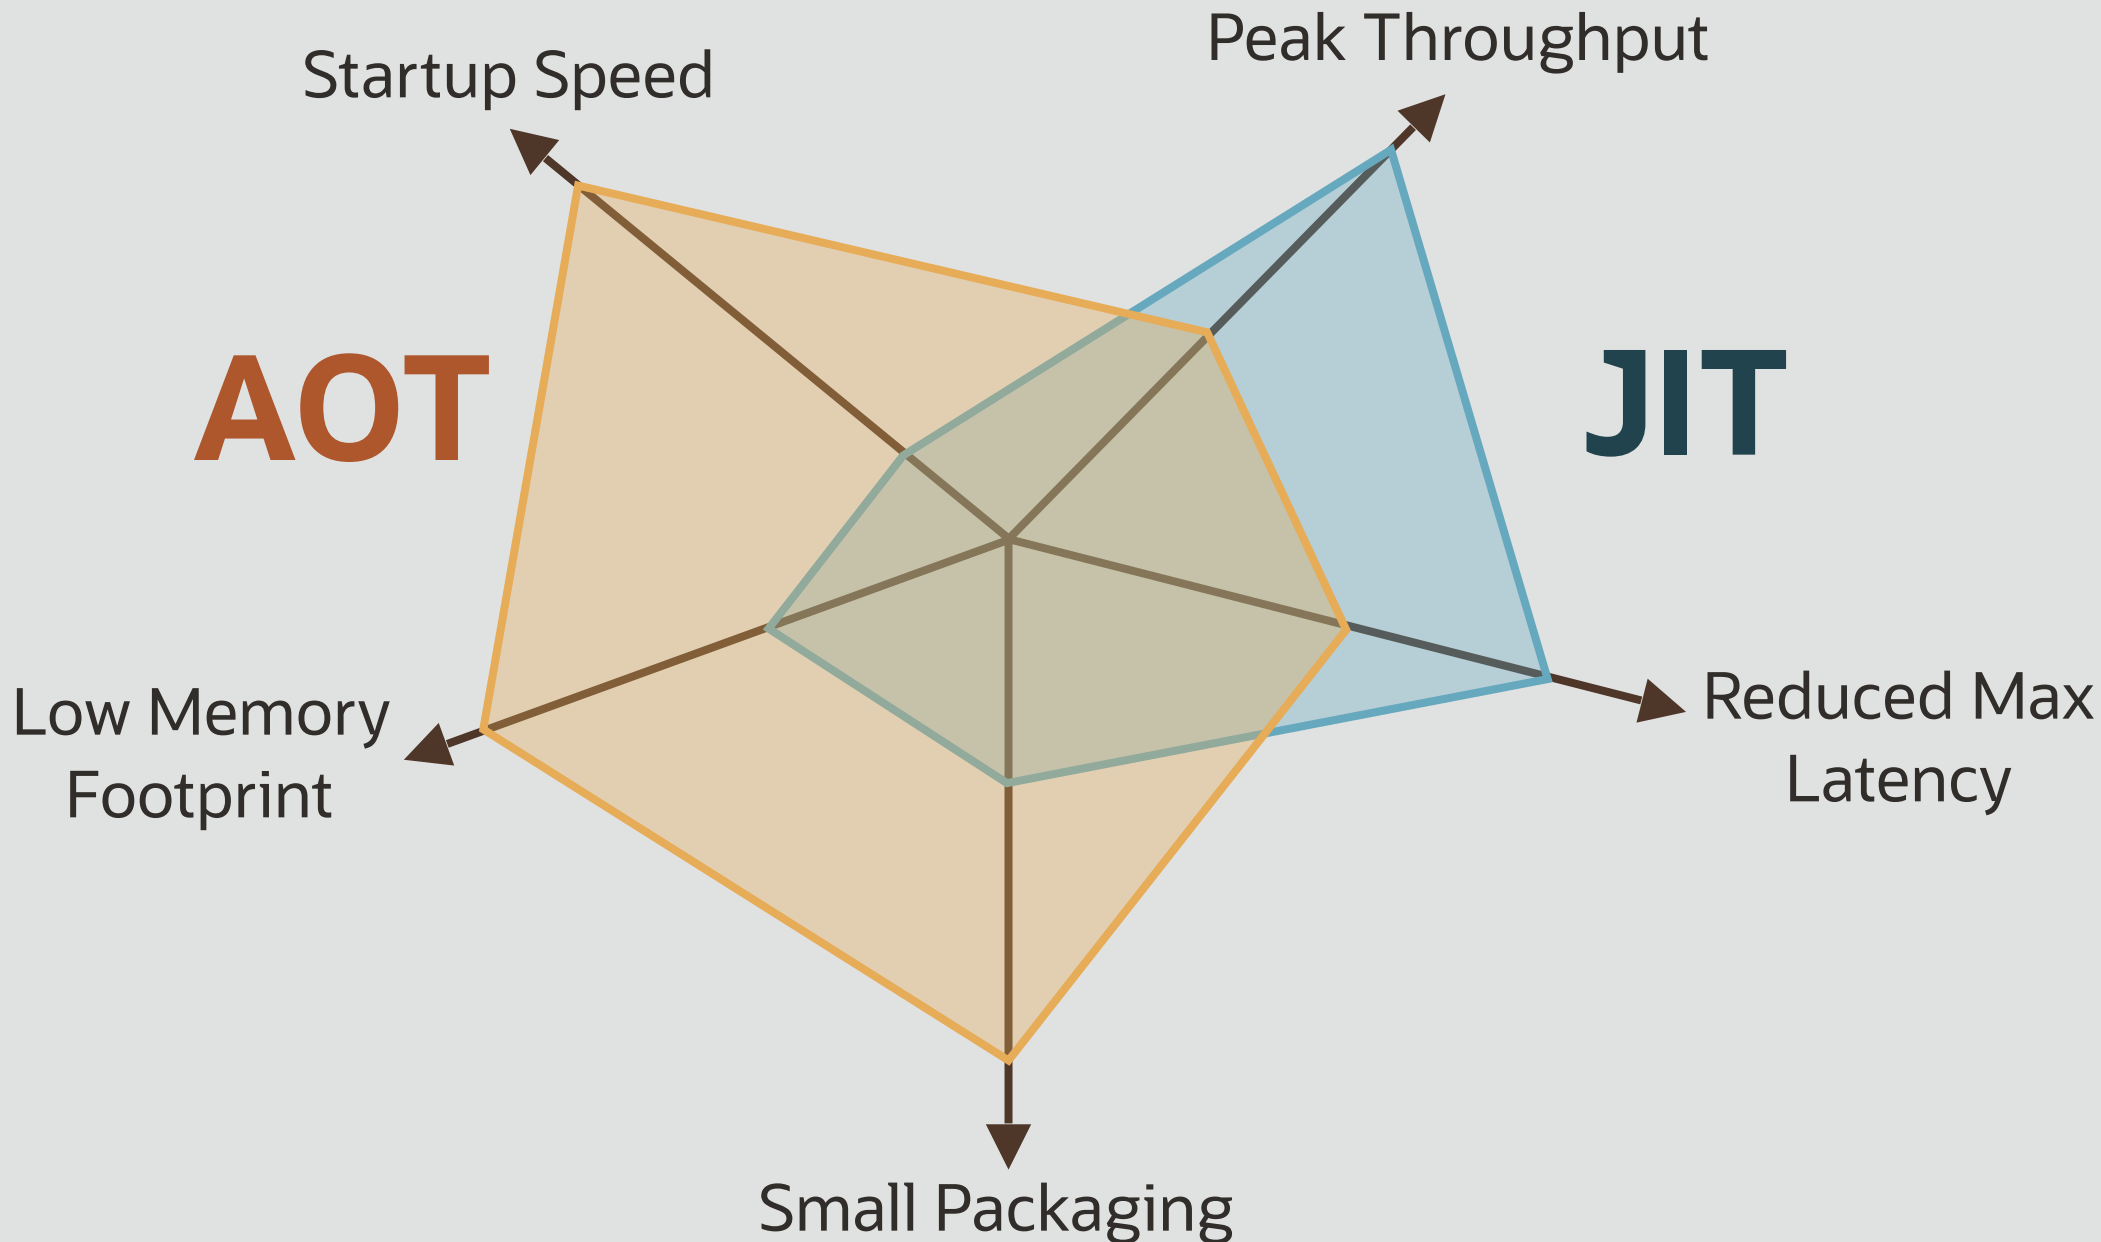 Peak Throughput
Startup Speed
AOT
JIT
Low Memory
Footprint
Reduced Max
Latency
Small Packaging